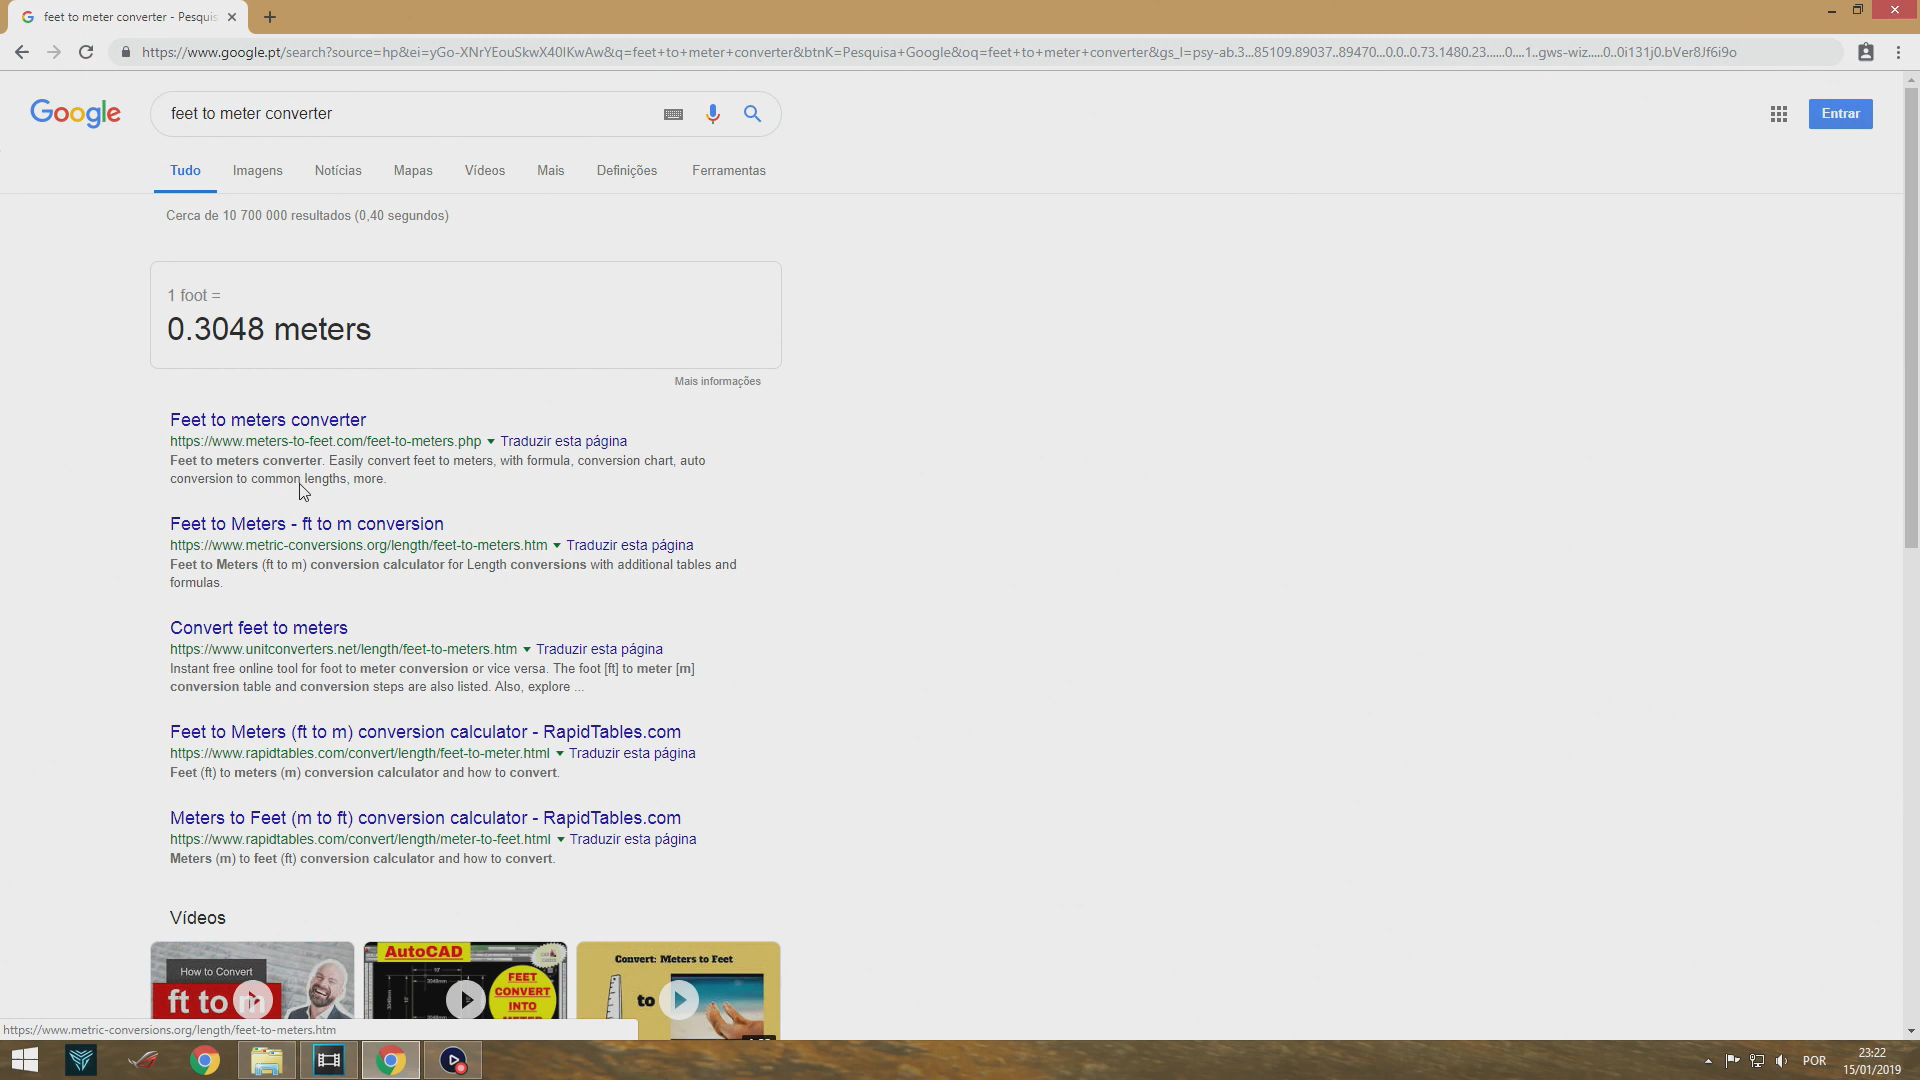 feet to meter converter - Pesquis
https://www.google.pt/search?source=hp&ei=yGo-XNrYEouSkwX40IKwAw&q=feet+to+meter+converter&btnK=Pesquisa+Google&oq=feet+to+meter+converter&gs_l=psy-ab.3...85109.89037..89470...0.0..0.73.1480.23......0....1..gws-wiz.....0..0i131j0.bVer8Jf6i9o
Google
feet to meter converter
Entrar
Tudo Imagens Notícias Mapas Vídeos Mais Definições Ferramentas
Cerca de 10 700 000 resultados (0,40 segundos)
1 foot =
0.3048 meters
Mais informações
Feet to meters converter
https://www.meters-to-feet.com/feet-to-meters.php Traduzir esta página
Feet to meters converter. Easily convert feet to meters, with formula, conversion chart, auto
conversion to common lengths, more.
Feet to Meters - ft to m conversion
https://www.metric-conversions.org/length/feet-to-meters.htm Traduzir esta página
Feet to Meters (ft to m) conversion calculator for Length conversions with additional tables and
formulas.
Convert feet to meters
https://www.unitconverters.net/length/feet-to-meters.htm Traduzir esta página
Instant free online tool for foot to meter conversion or vice versa. The foot [ft] to meter [m]
conversion table and conversion steps are also listed. Also, explore ...
Feet to Meters (ft to m) conversion calculator - RapidTables.com
https://www.rapidtables.com/convert/length/feet-to-meter.html Traduzir esta página
Feet (ft) to meters (m) conversion calculator and how to convert.
Meters to Feet (m to ft) conversion calculator - RapidTables.com
https://www.rapidtables.com/convert/length/meter-to-feet.html Traduzir esta página
Meters (m) to feet (ft) conversion calculator and how to convert.
Vídeos
How to Convert
ft to m
AutoCAD
FEET
CONVERT
INTO
Convert: Meters to Feet
to
https://www.metric-conversions.org/length/feet-to-meters.htm
POR
23:22
15/01/2019